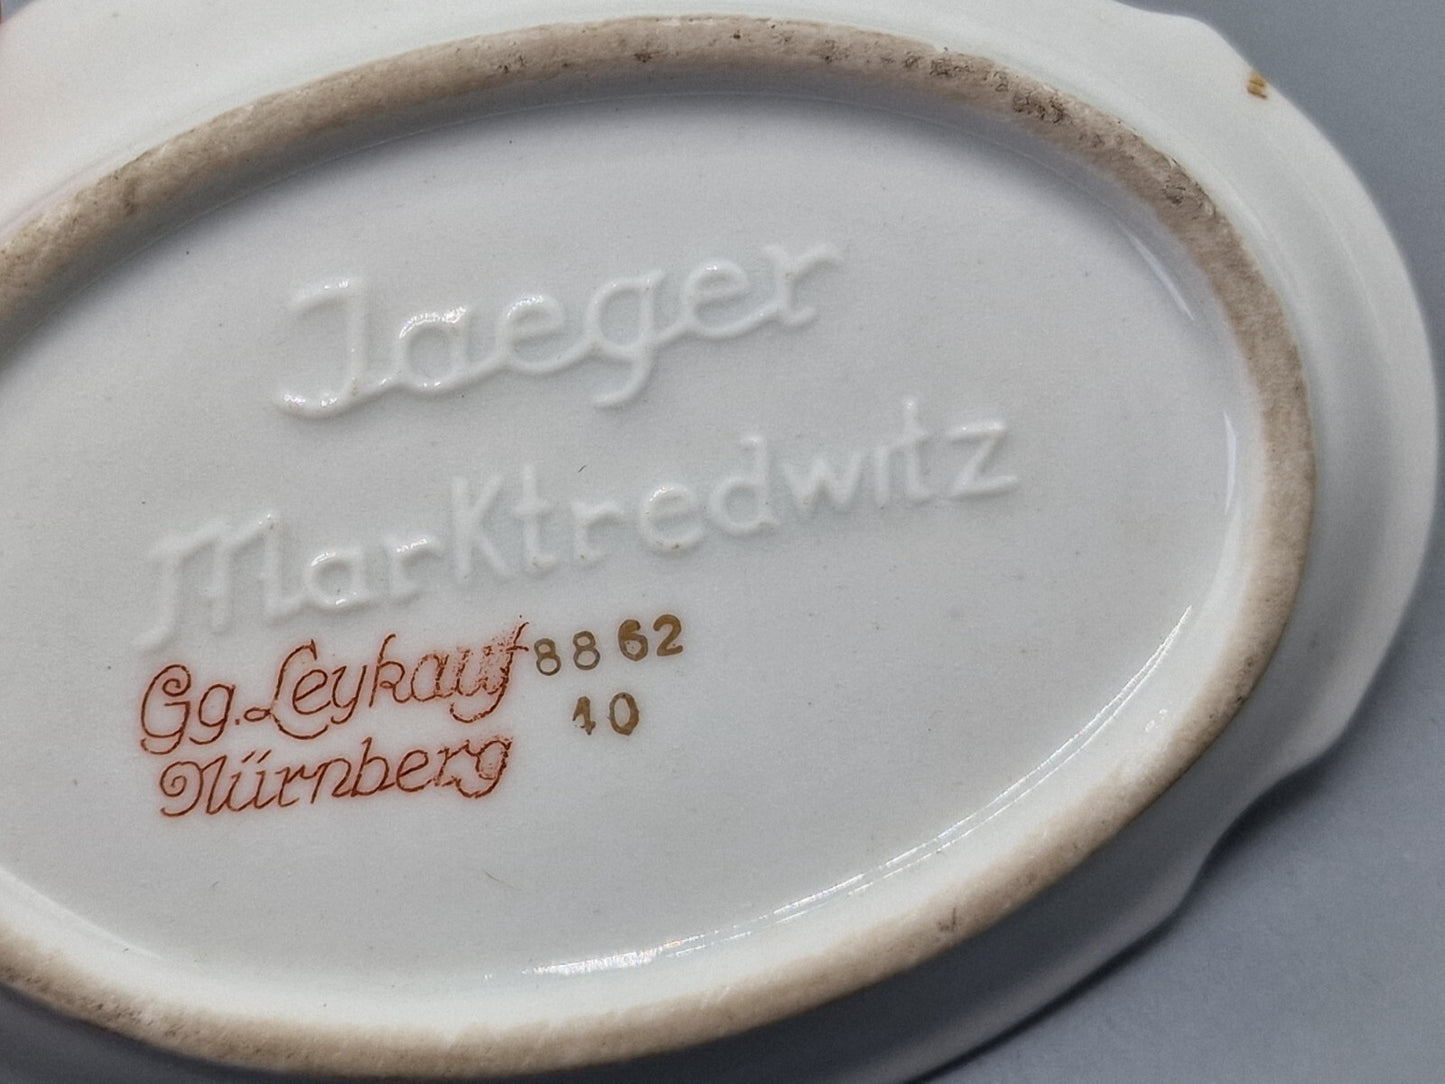 Jaeger
Marktredwitz
Gg. Leykauf
Nürnberg
8862
10